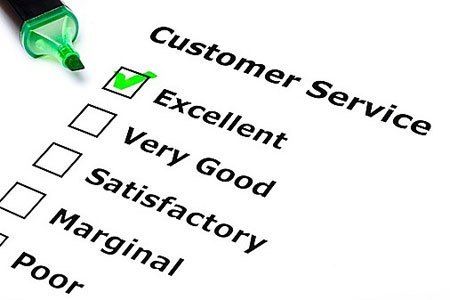 Customer Service
Excellent
Very Good
Satisfactory
Marginal
Poor